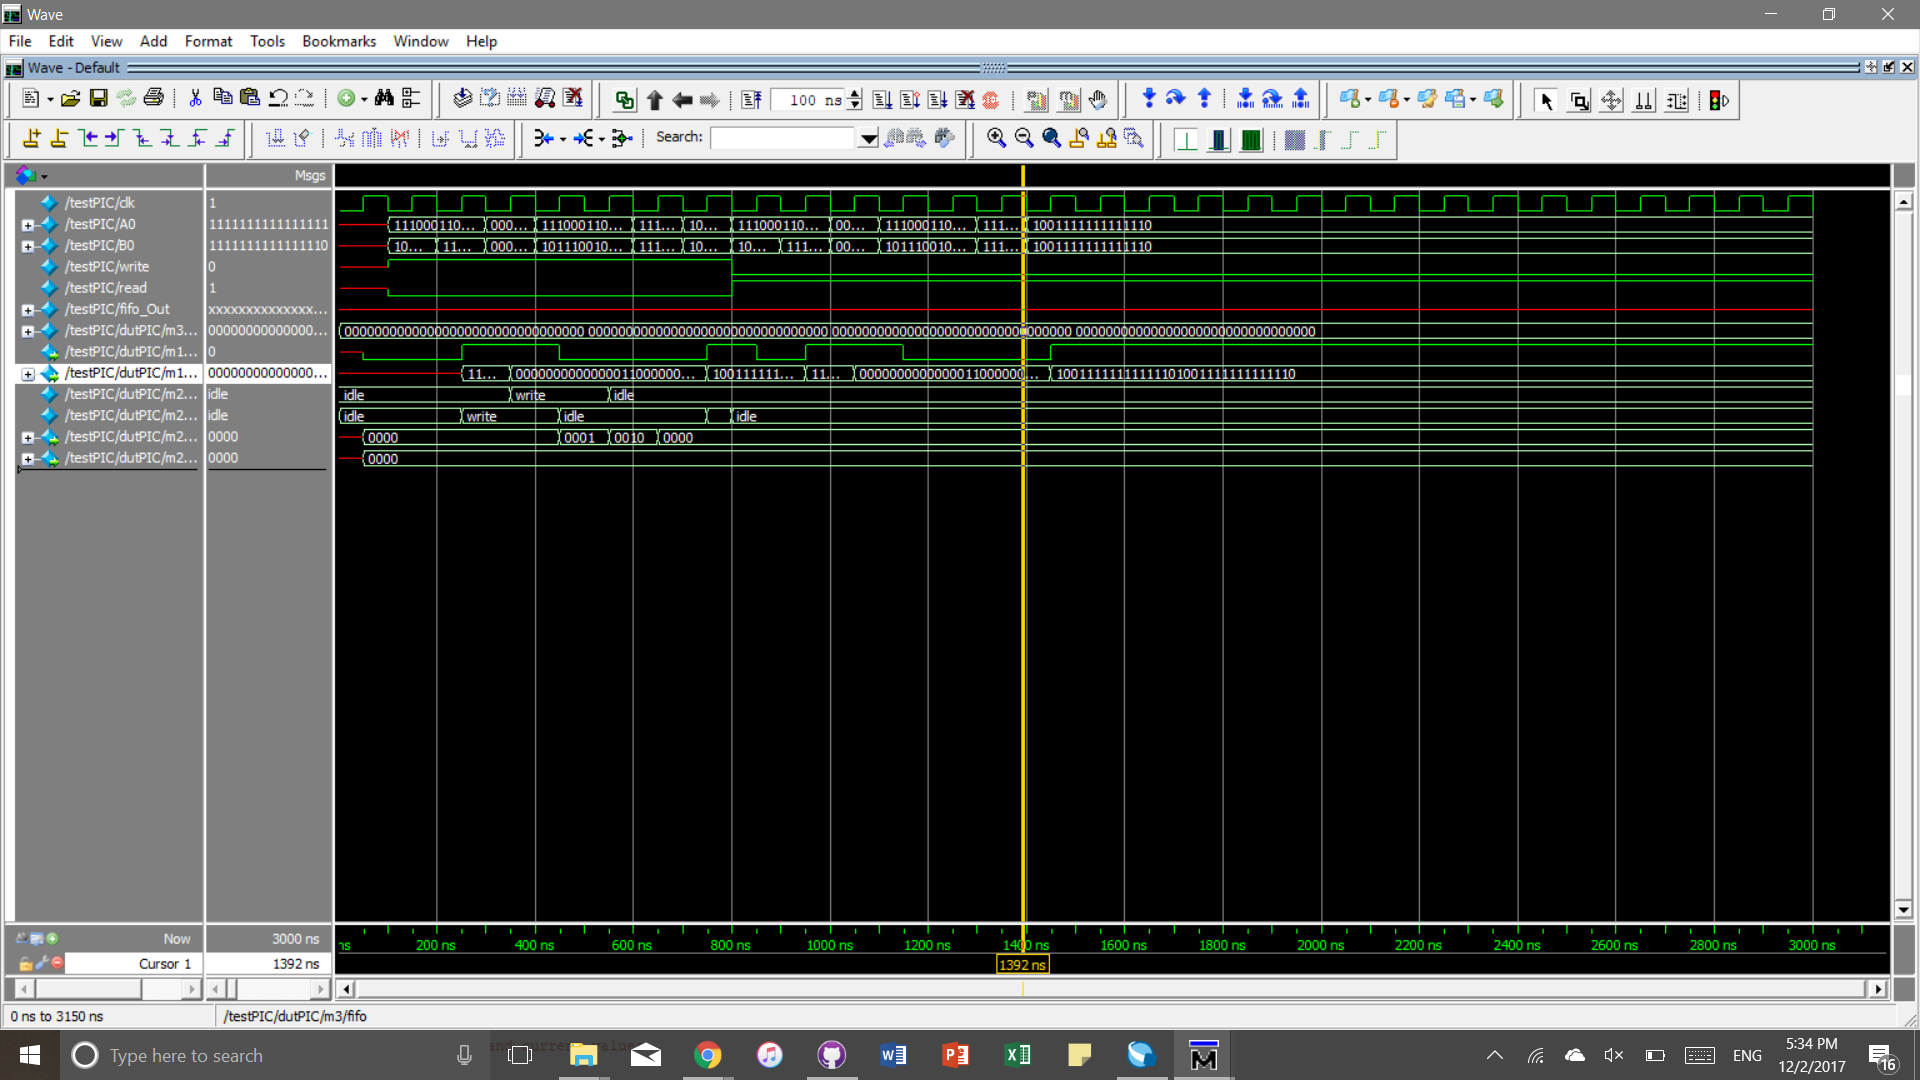 Wave
File Edit View Add Format Tools Bookmarks Window Help
Wave - Default
100 ns
Search:
Msgs
/testPIC/clk 1
/testPIC/A0 1111111111111111 111000110... 000... 111000110... 111... 10... 111000110... 00... 111000110... 111... 1001111111111110
/testPIC/B0 1111111111111110 10... 11... 000... 101110010... 111... 10... 10... 111... 00... 101110010... 111... 1001111111111110
/testPIC/write 0
/testPIC/read 1
/testPIC/fifo_Out xxxxxxxxxxxxxx...
/testPIC/dutPIC/m3... 00000000000000... 00000000000000000000000000000000 00000000000000000000000000000000 00000000000000000000000000000000 00000000000000000000000000000000
/testPIC/dutPIC/m1... 0
/testPIC/dutPIC/m1... 00000000000000... 11... 000000000000001100000... 100111111... 11... 00000000000000110000000... 10011111111111101001111111111110
/testPIC/dutPIC/m2... idle idle write idle
/testPIC/dutPIC/m2... idle idle write idle idle
/testPIC/dutPIC/m2... 0000 0000 0001 0010 0000
/testPIC/dutPIC/m2... 0000 0000
Now 3000 ns ns 200 ns 400 ns 600 ns 800 ns 1000 ns 1200 ns 1400 ns 1600 ns 1800 ns 2000 ns 2200 ns 2400 ns 2600 ns 2800 ns 3000 ns
Cursor 1 1392 ns 1392 ns
0 ns to 3150 ns /testPIC/dutPIC/m3/fifo
Type here to search
ENG
5:34 PM
12/2/2017
16